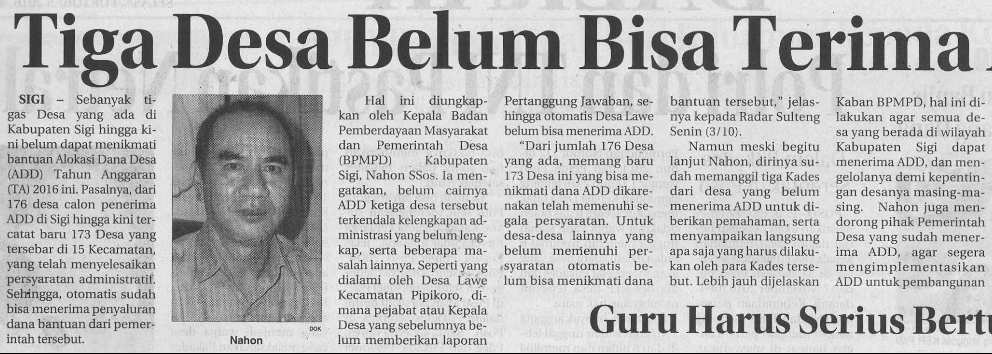 Tiga Desa Belum Bisa Terima
SIGI – Sebanyak ti-
gas Desa yang ada di
Kabupaten Sigi hingga ki-
ni belum dapat menikmati
bantuan Alokasi Dana Desa
(ADD) Tahun Anggaran
(TA) 2016 ini. Pasalnya, dari
176 desa calon penerima
ADD di Sigi hingga kini ter-
catat baru 173 Desa yang
tersebar di 15 Kecamatan,
yang telah menyelesaikan
persyaratan administratif.
Sehingga, otomatis sudah
bisa menerima penyaluran
dana bantuan dari pemer-
intah tersebut.
DOK
Nahon
Hal ini diungkap-
kan oleh Kepala Badan
Pemberdayaan Masyarakat
dan Pemerintah Desa
(BPMPD) Kabupaten
Sigi, Nahon SSos. Ia men-
gatakan, belum cairnya
ADD ketiga desa tersebut
terkendala kelengkapan ad-
ministrasi yang belum leng-
kap, serta beberapa ma-
salah lainnya. Seperti yang
dialami oleh Desa Lawe
Kecamatan Pipikoro, di-
mana pejabat atau Kepala
Desa yang sebelumnya be-
lum memberikan laporan
Pertanggung Jawaban, se-
hingga otomatis Desa Lawe
belum bisa menerima ADD.
“Dari jumlah 176 Desa
yang ada, memang baru
173 Desa ini yang bisa me-
nikmati dana ADD dikare-
nakan telah memenuhi se-
gala persyaratan. Untuk
desa-desa lainnya yang
belum memenuhi per-
syaratan otomatis be-
lum bisa menikmati dana
bantuan tersebut,” jelas-
nya kepada Radar Sulteng
Senin (3/10).
Namun meski begitu
lanjut Nahon, dirinya su-
dah memanggil tiga Kades
dari desa yang belum
menerima ADD untuk di-
berikan pemahaman, serta
menyampaikan langsung
apa saja yang harus dilaku-
kan oleh para Kades terse-
but. Lebih jauh dijelaskan
Kaban BPMPD, hal ini di-
lakukan agar semua de-
sa yang berada di wilayah
Kabupaten Sigi dapat
menerima ADD, dan men-
gelolanya demi kepentin-
gan desanya masing-mas-
ing. Nahon juga men-
dorong pihak Pemerintah
Desa yang sudah mener-
ima ADD, agar segera
mengimplementasikan
ADD untuk pembangunan
Guru Harus Serius Bertu